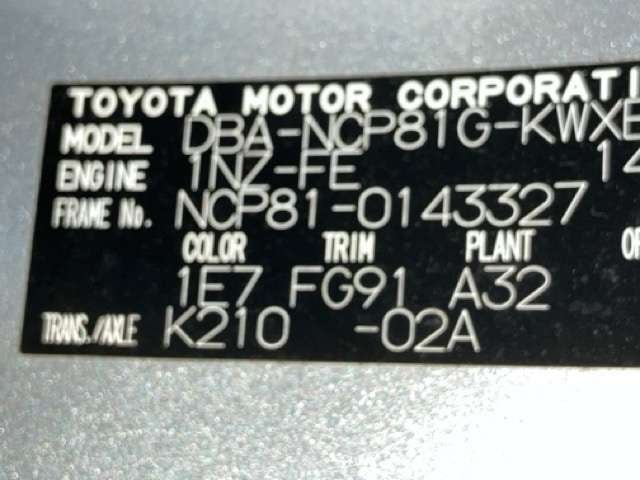 TOYOTA MOTOR CORPORATI
MODEL DBA-NCP81G-KWXE
ENGINE 1NZ-FE 14
FRAME No. NCP81-0143327
COLOR TRIM PLANT OP
1E7 FG91 A32
TRANS./AXLE K210 -02A